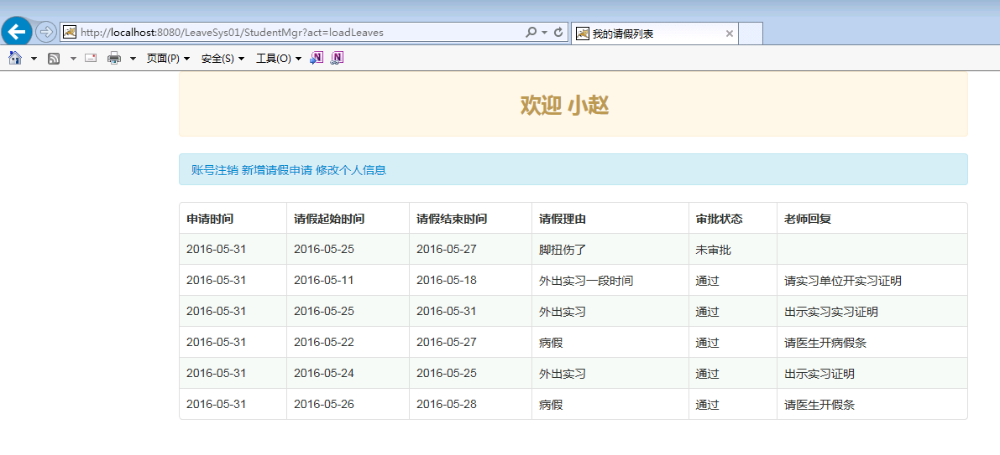 http://localhost:8080/LeaveSys01/StudentMgr?act=loadLeaves 我的请假列表
页面(P) 安全(S) 工具(O)
欢迎 小赵
账号注销 新增请假申请 修改个人信息
申请时间 请假起始时间 请假结束时间 请假理由 审批状态 老师回复
2016-05-31 2016-05-25 2016-05-27 脚扭伤了 未审批
2016-05-31 2016-05-11 2016-05-18 外出实习一段时间 通过 请实习单位开实习证明
2016-05-31 2016-05-25 2016-05-31 外出实习 通过 出示实习实习证明
2016-05-31 2016-05-22 2016-05-27 病假 通过 请医生开病假条
2016-05-31 2016-05-24 2016-05-25 外出实习 通过 出示实习证明
2016-05-31 2016-05-26 2016-05-28 病假 通过 请医生开假条